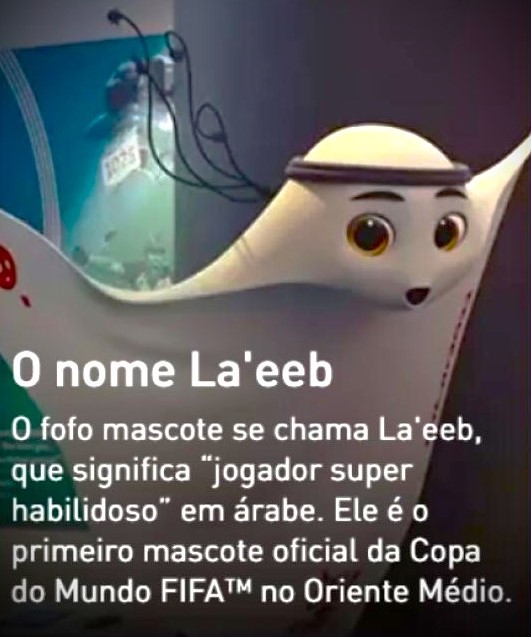 O nome La'eeb
O fofo mascote se chama La'eeb,
que significa “jogador super
habilidoso” em árabe. Ele é o
primeiro mascote oficial da Copa
do Mundo FIFA™ no Oriente Médio.